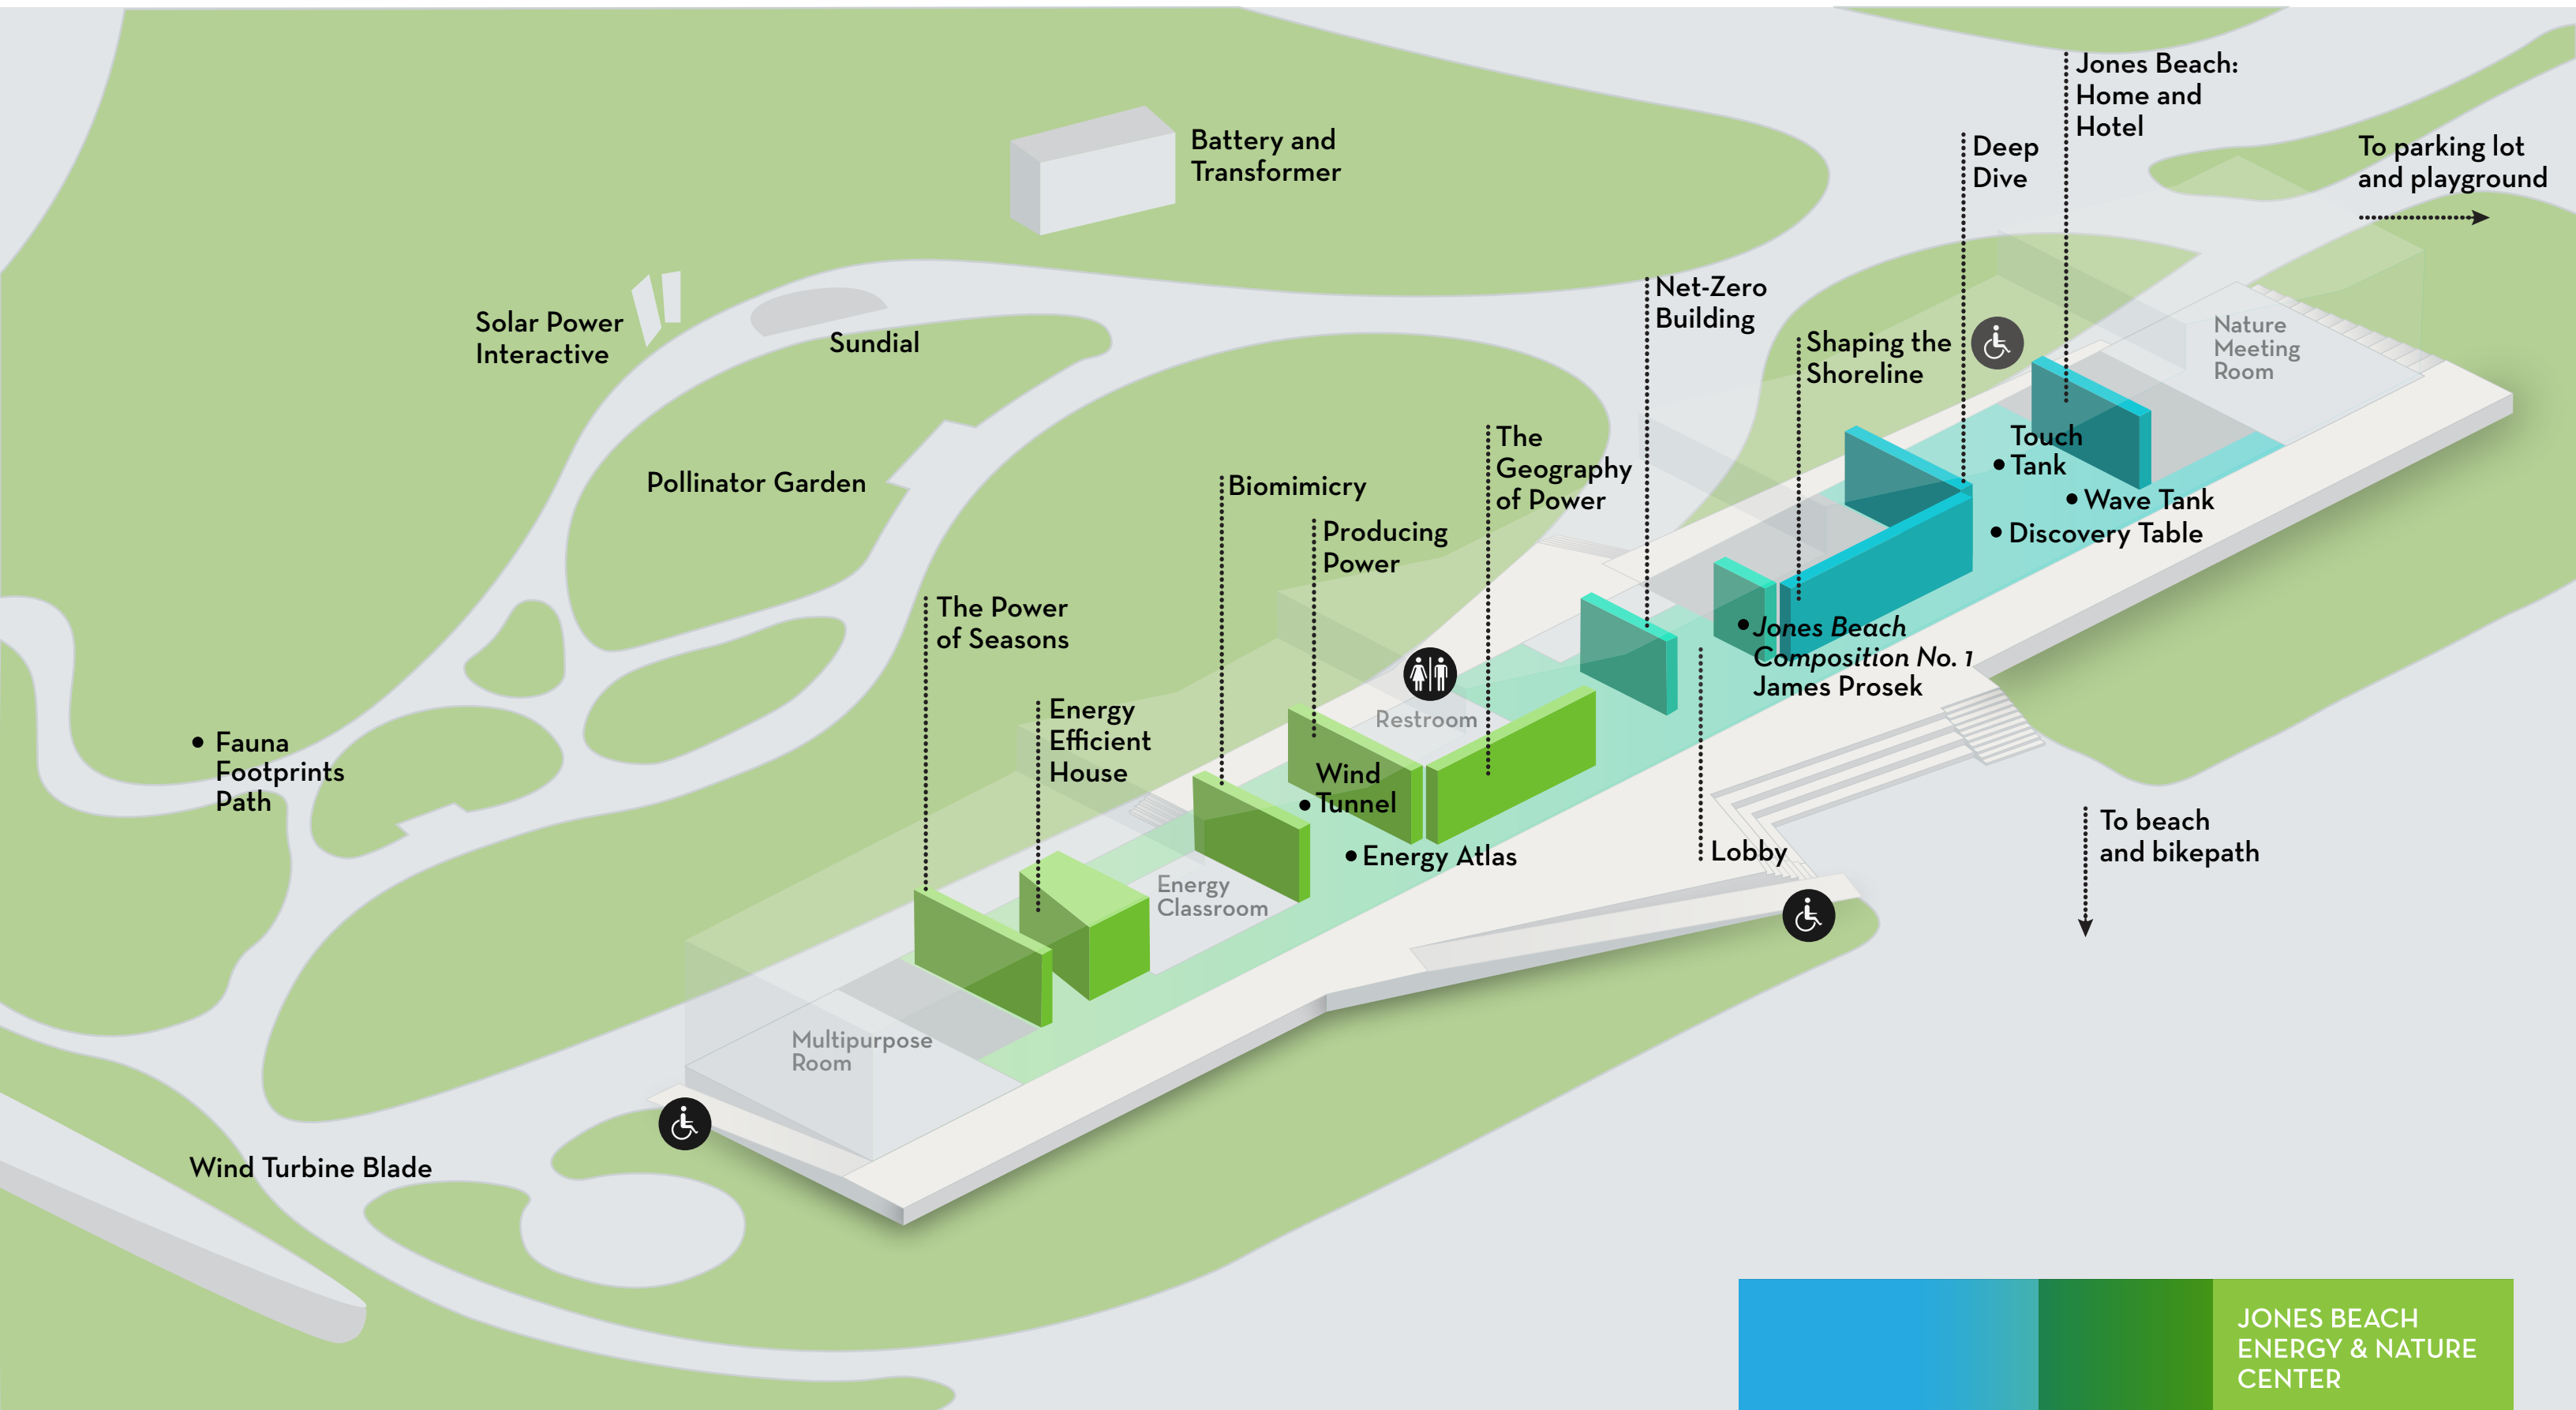 Jones Beach:
Home and
Hotel
Deep
Dive
To parking lot
and playground
Battery and
Transformer
Solar Power
Interactive
Sundial
Net-Zero
Building
Shaping the
Shoreline
Nature
Meeting
Room
Pollinator Garden
Biomimicry
Producing
Power
The
Geography
of Power
Touch
Tank
Wave Tank
Discovery Table
The Power
of Seasons
Jones Beach
Composition No. 1
James Prosek
Restroom
Energy
Efficient
House
Fauna
Footprints
Path
Wind
Tunnel
Energy Atlas
Lobby
To beach
and bikepath
Energy
Classroom
Multipurpose
Room
Wind Turbine Blade
JONES BEACH
ENERGY & NATURE
CENTER